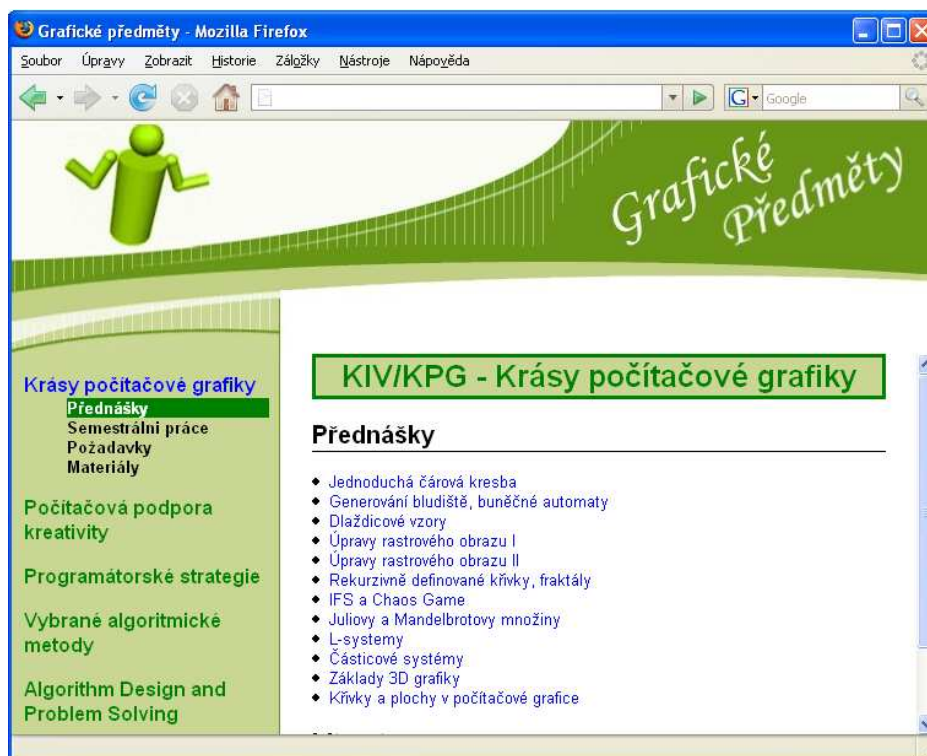 Grafické předměty - Mozilla Firefox
Soubor Úpravy Zobrazit Historie Záložky Nástroje Nápověda
G Google
Grafické
Předměty
Krásy počítačové grafiky
Přednášky
Semestrálni práce
Požadavky
Materiály
Počítačová podpora
kreativity
Programátorské strategie
Vybrané algoritmické
metody
Algorithm Design and
Problem Solving
KIV/KPG - Krásy počítačové grafiky
Přednášky
Jednoduchá čárová kresba
Generování bludiště, buněčné automaty
Dlaždicové vzory
Úpravy rastrového obrazu I
Úpravy rastrového obrazu II
Rekurzivně definované křivky, fraktály
IFS a Chaos Game
Juliovy a Mandelbrotovy množiny
L-systemy
Částicové systémy
Základy 3D grafiky
Křivky a plochy v počítačové grafice